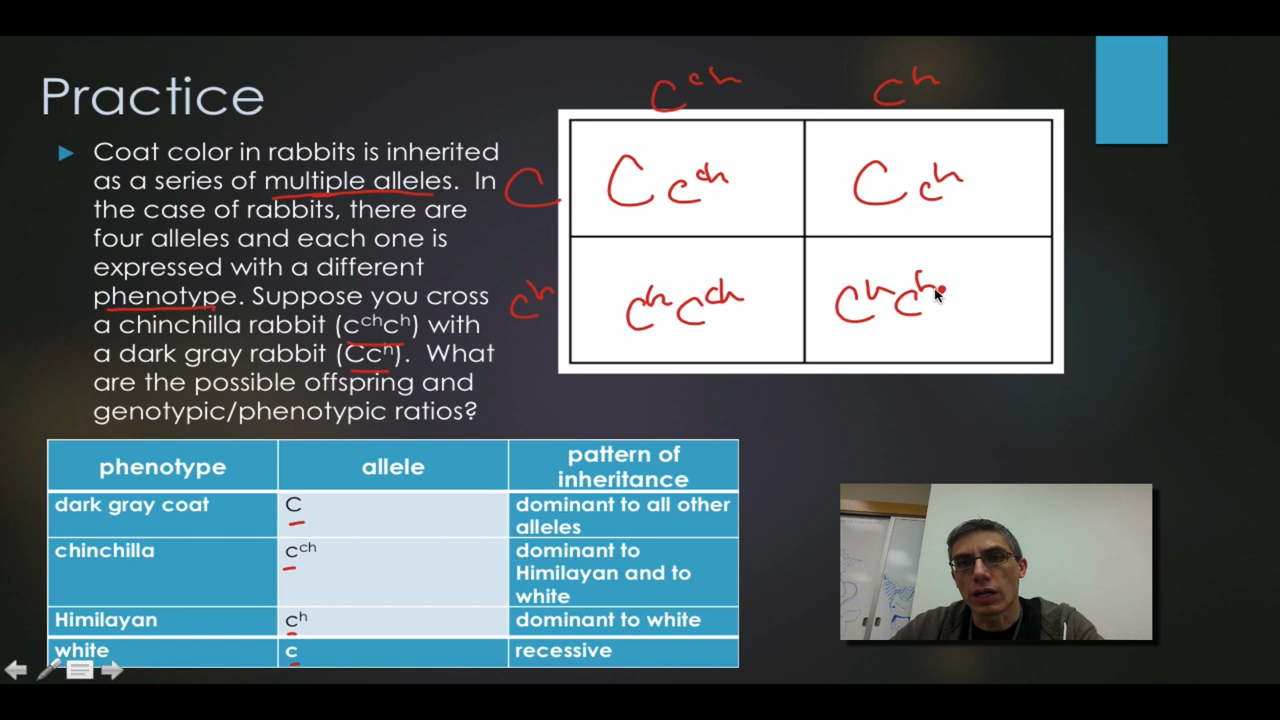 Practice
Coat color in rabbits is inherited
as a series of multiple alleles. In
the case of rabbits, there are
four alleles and each one is
expressed with a different
phenotype. Suppose you cross
a chinchilla rabbit (cᶜʰcʰ) with
a dark gray rabbit (Ccʰ). What
are the possible offspring and
genotypic/phenotypic ratios?
cᶜʰ cʰ
C Ccᶜʰ Ccʰ
cʰ cʰcᶜʰ cʰcʰ
phenotype allele pattern of
inheritance
dark gray coat C dominant to all other
alleles
chinchilla cᶜʰ dominant to
Himilayan and to
white
Himilayan cʰ dominant to white
white c recessive